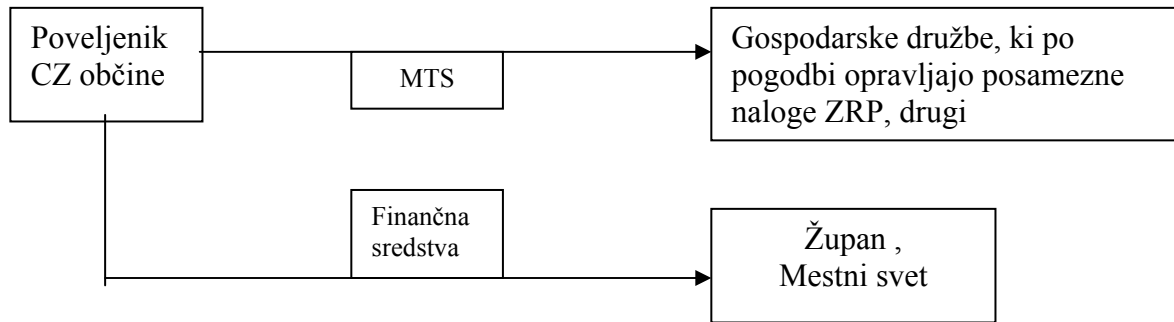 Poveljenik
CZ občine
MTS
Gospodarske družbe, ki po
pogodbi opravljajo posamezne
naloge ZRP, drugi
Finančna
sredstva
Župan ,
Mestni svet